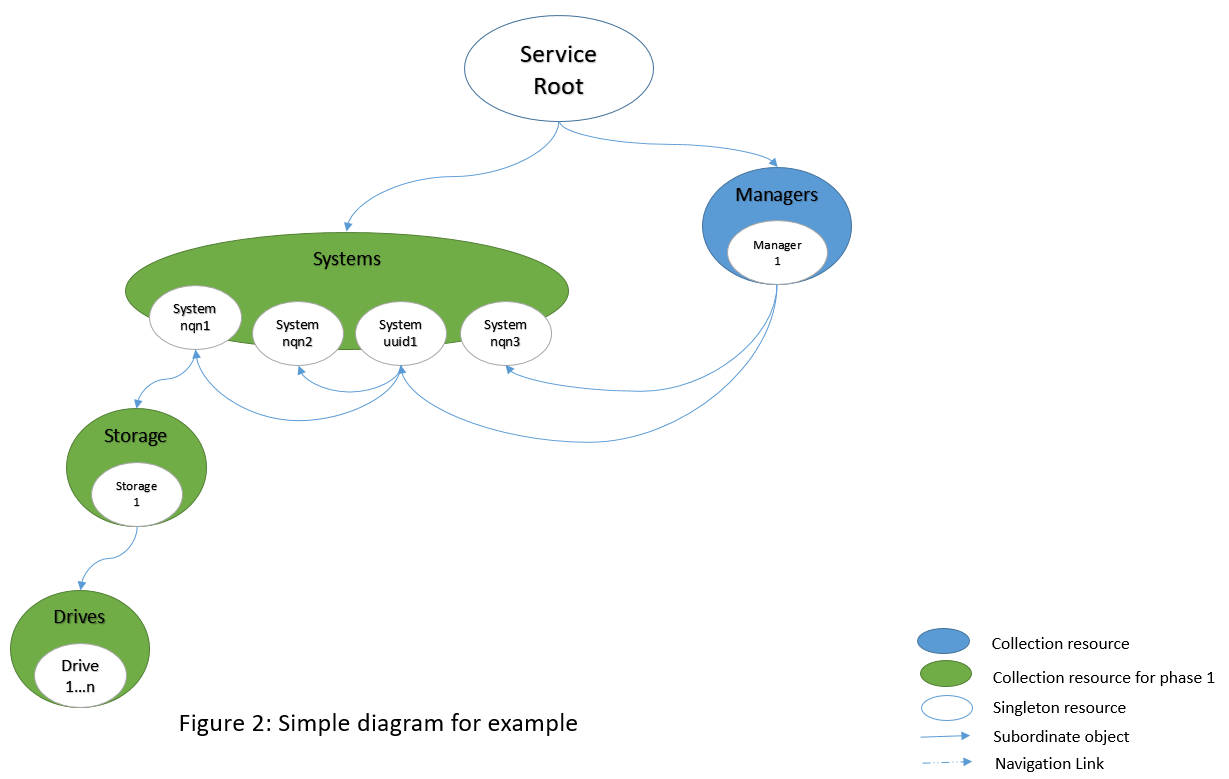 Service
Root
Managers
Manager
1
Systems
System
nqn1
System
nqn2
System
uuid1
System
nqn3
Storage
Storage
1
Drives
Drive
1...n
Figure 2: Simple diagram for example
Collection resource
Collection resource for phase 1
Singleton resource
Subordinate object
Navigation Link